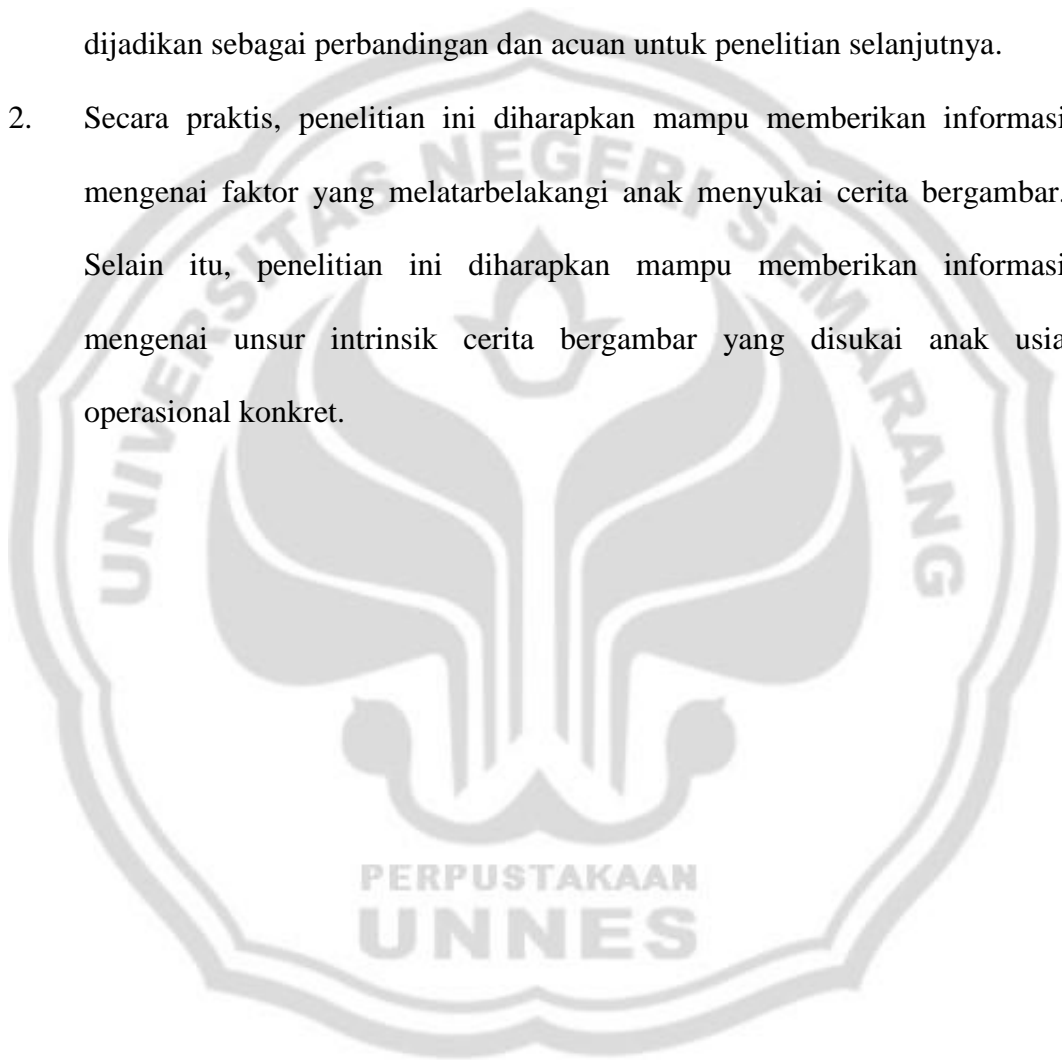 dijadikan sebagai perbandingan dan acuan untuk penelitian selanjutnya.
2. Secara praktis, penelitian ini diharapkan mampu memberikan informasi
mengenai faktor yang melatarbelakangi anak menyukai cerita bergambar.
Selain itu, penelitian ini diharapkan mampu memberikan informasi
mengenai unsur intrinsik cerita bergambar yang disukai anak usia
operasional konkret.
UNIVERSITAS NEGERI SEMARANG
PERPUSTAKAAN
UNNES